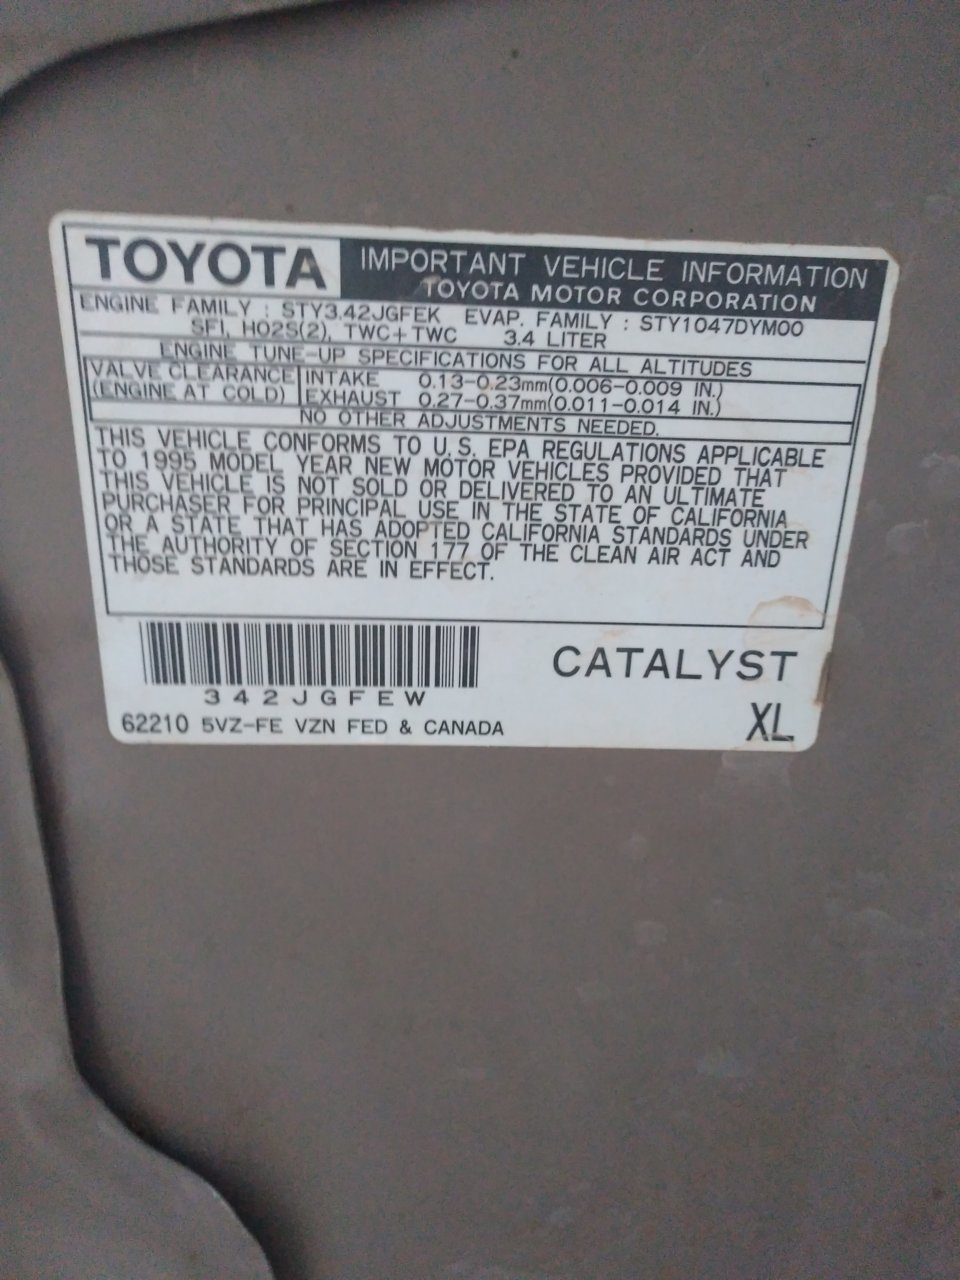 TOYOTA
IMPORTANT VEHICLE INFORMATION
TOYOTA MOTOR CORPORATION
ENGINE FAMILY : STY3.42JGFEK EVAP. FAMILY : STY1047DYM00
SFI, HO2S(2), TWC+TWC 3.4 LITER
ENGINE TUNE-UP SPECIFICATIONS FOR ALL ALTITUDES
VALVE CLEARANCE INTAKE 0.13-0.23mm(0.006-0.009 IN.)
(ENGINE AT COLD) EXHAUST 0.27-0.37mm(0.011-0.014 IN.)
NO OTHER ADJUSTMENTS NEEDED.
THIS VEHICLE CONFORMS TO U.S. EPA REGULATIONS APPLICABLE
TO 1995 MODEL YEAR NEW MOTOR VEHICLES PROVIDED THAT
THIS VEHICLE IS NOT SOLD OR DELIVERED TO AN ULTIMATE
PURCHASER FOR PRINCIPAL USE IN THE STATE OF CALIFORNIA
OR A STATE THAT HAS ADOPTED CALIFORNIA STANDARDS UNDER
THE AUTHORITY OF SECTION 177 OF THE CLEAN AIR ACT AND
THOSE STANDARDS ARE IN EFFECT.
342JGFEW
CATALYST
62210 5VZ-FE VZN FED & CANADA
XL